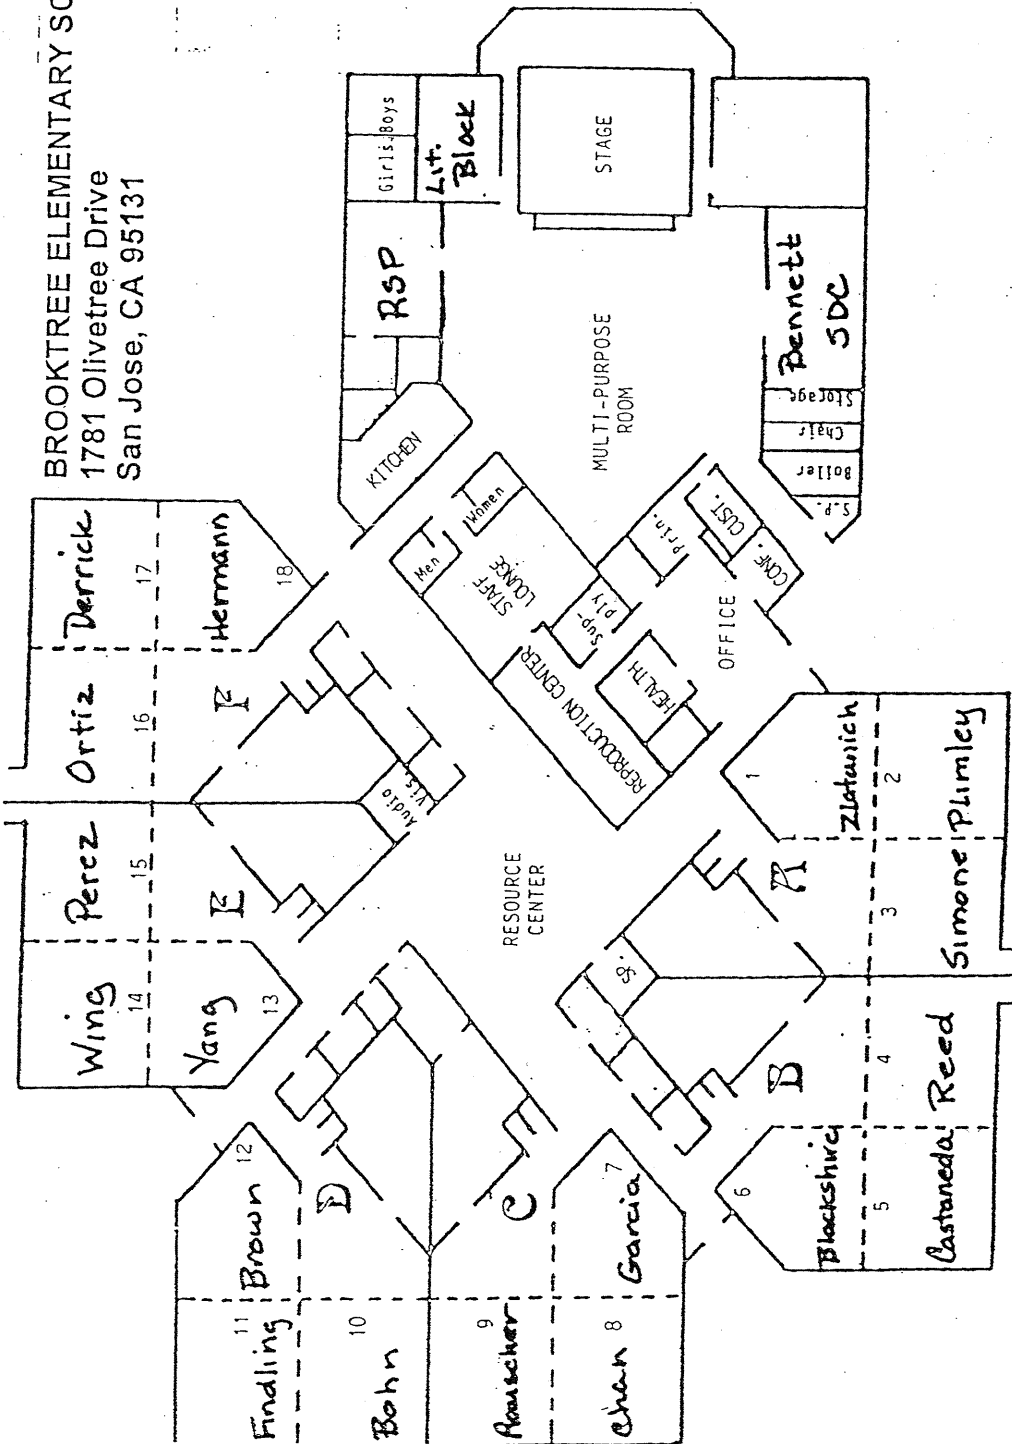 BROOKTREE ELEMENTARY SC
1781 Olivetree Drive
San Jose, CA 95131
Girls
Boys
Lit.
Block
RSP
STAGE
KITCHEN
MULTI-PURPOSE
ROOM
Bennett
SDC
Storage
Chair
Boiler
S.P.
Men
Women
STAFF
LOUNGE
Sup-
ply
Prin.
CUST.
CONF.
OFFICE
HEALTH
REPRODUCTION CENTER
RESOURCE
CENTER
Audio
Vis.
Sp.
Derrick
17
Hermann
18
Ortiz
16
F
Perez
15
E
Wing
14
Yang
13
Brown
12
Findling
11
D
Bohn
10
9
C
Garcia
7
Chan
8
Blackshire
6
Castaneda
5
Reed
4
B
Simone
3
A
Zlatunich
1
Plimley
2